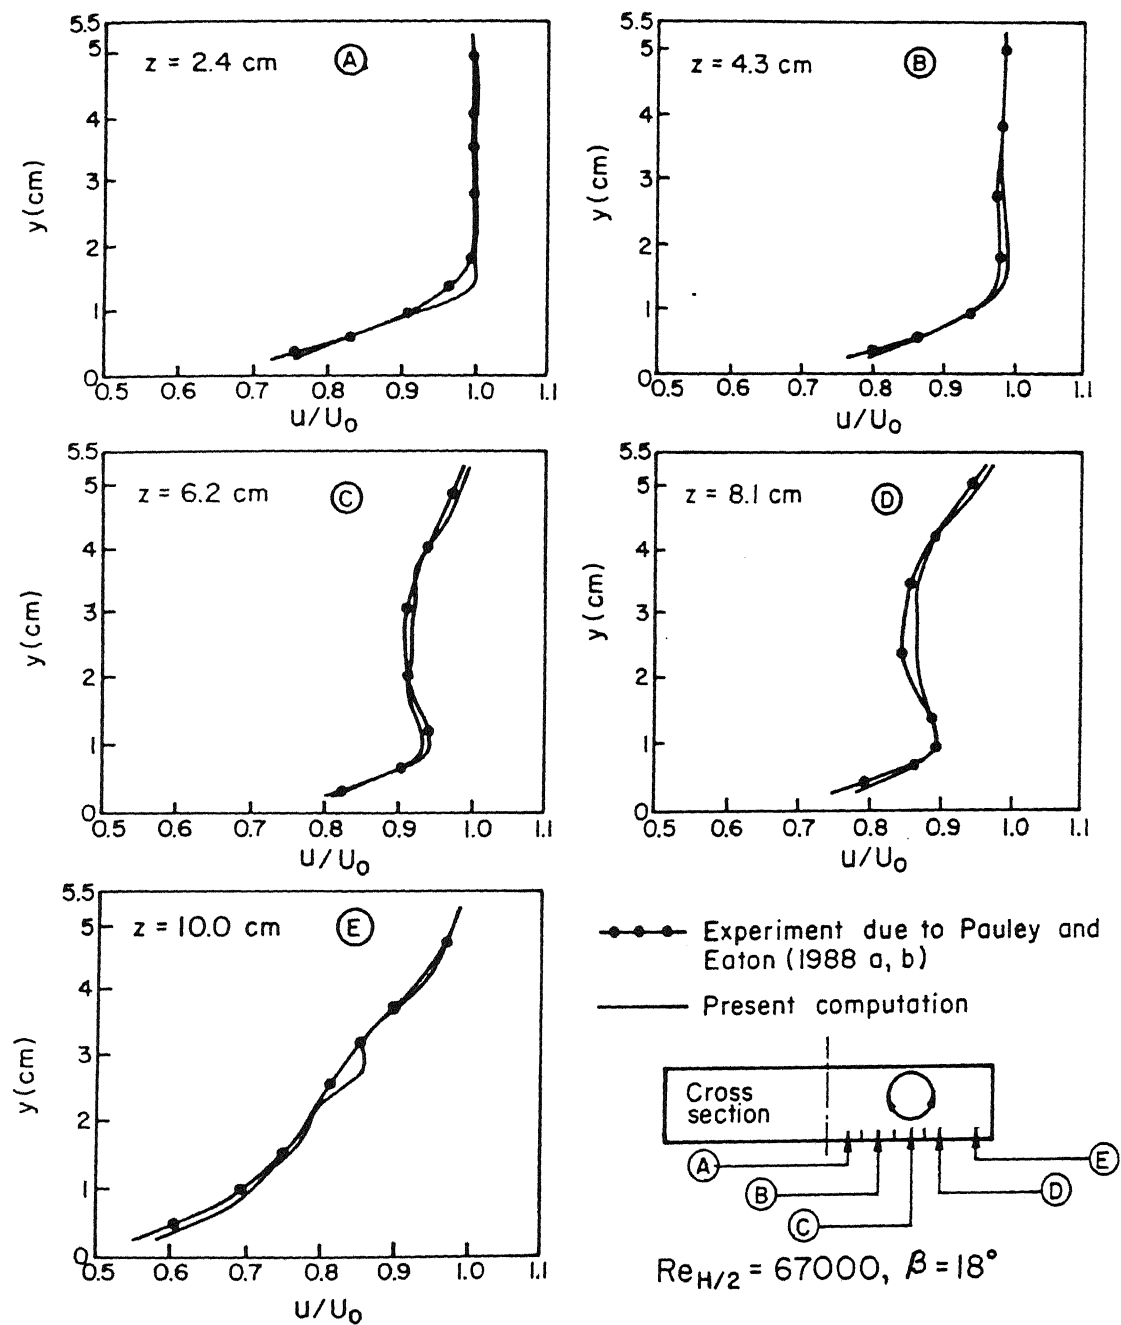 5.5
5
4
3
2
1
0
y (cm)
z = 2.4 cm
A
0.5 0.6 0.7 0.8 0.9 1.0 1.1
u/U₀
5.5
5
4
3
2
1
0
y (cm)
z = 4.3 cm
B
0.5 0.6 0.7 0.8 0.9 1.0 1.1
u/U₀
5.5
5
4
3
2
1
0
y (cm)
z = 6.2 cm
C
0.5 0.6 0.7 0.8 0.9 1.0 1.1
u/U₀
5.5
5
4
3
2
1
0
y (cm)
z = 8.1 cm
D
0.5 0.6 0.7 0.8 0.9 1.0 1.1
u/U₀
5.5
5
4
3
2
1
0
y (cm)
z = 10.0 cm
E
0.5 0.6 0.7 0.8 0.9 1.0 1.1
u/U₀
Experiment due to Pauley and
Eaton (1988 a, b)
Present computation
Cross
section
A
B
C
D
E
Re_H/2 = 67000, β = 18°